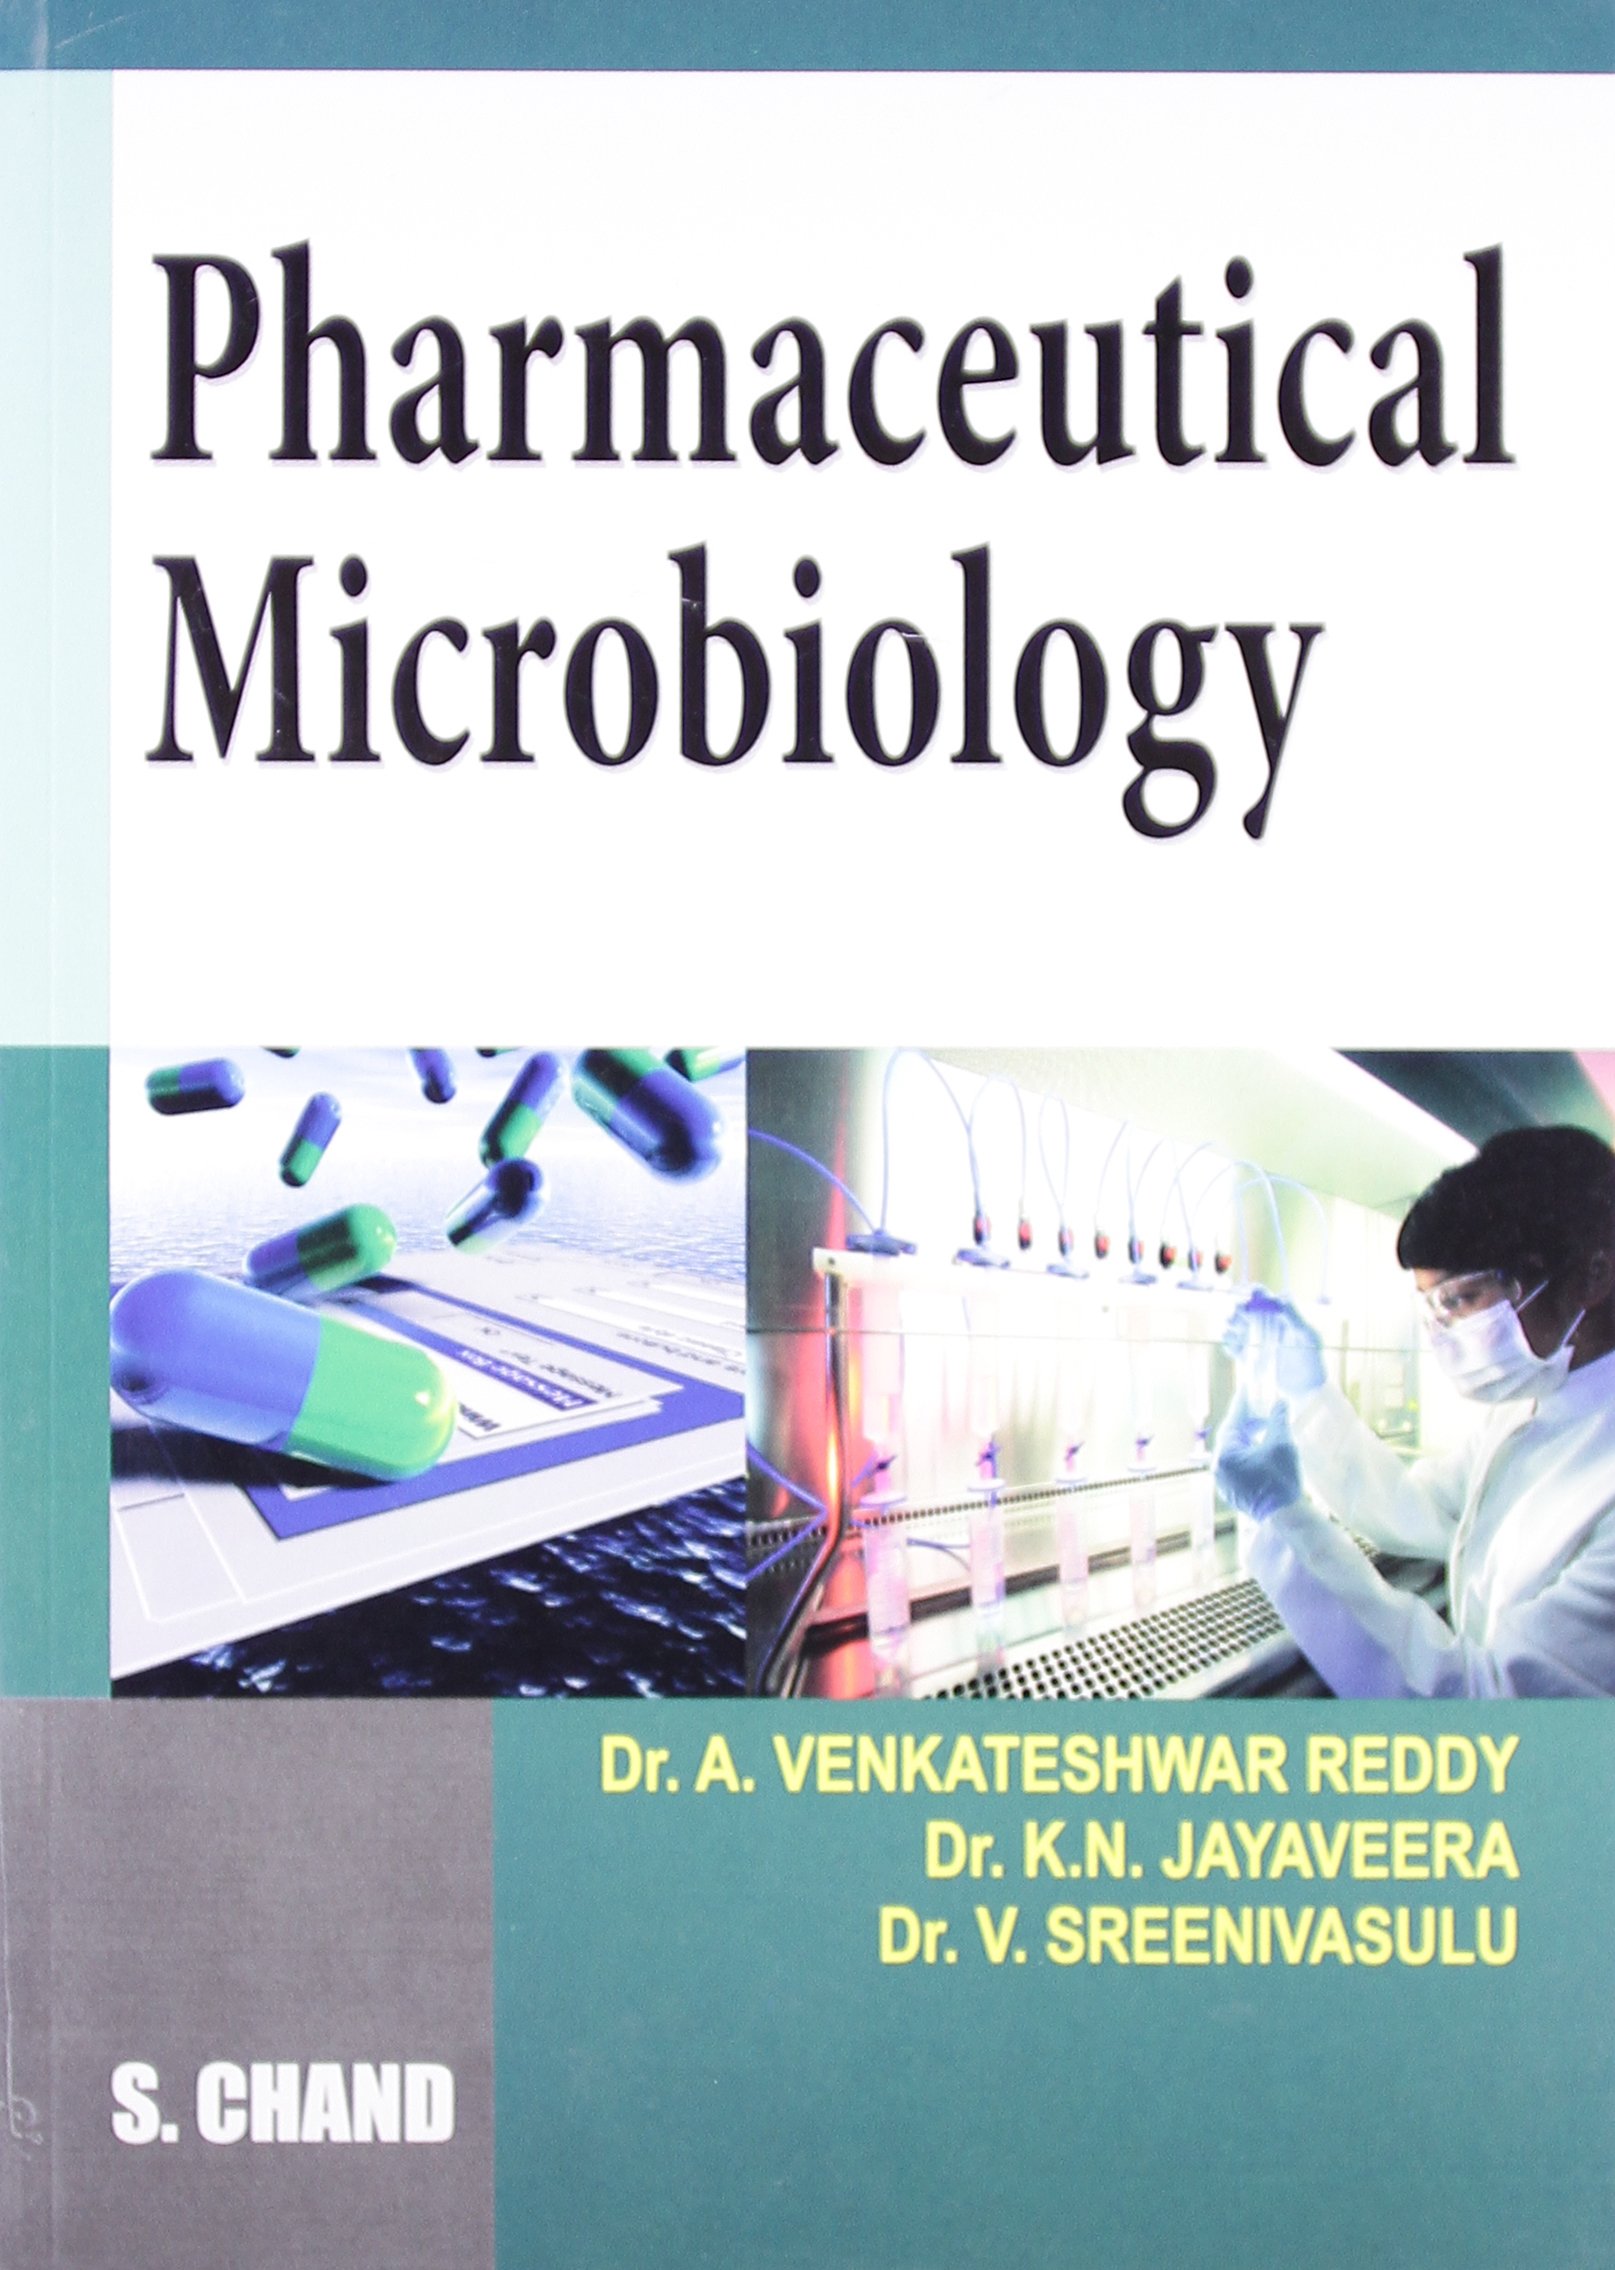 Pharmaceutical
Microbiology
Dr. A. VENKATESHWAR REDDY
Dr. K.N. JAYAVEERA
Dr. V. SREENIVASULU
S. CHAND